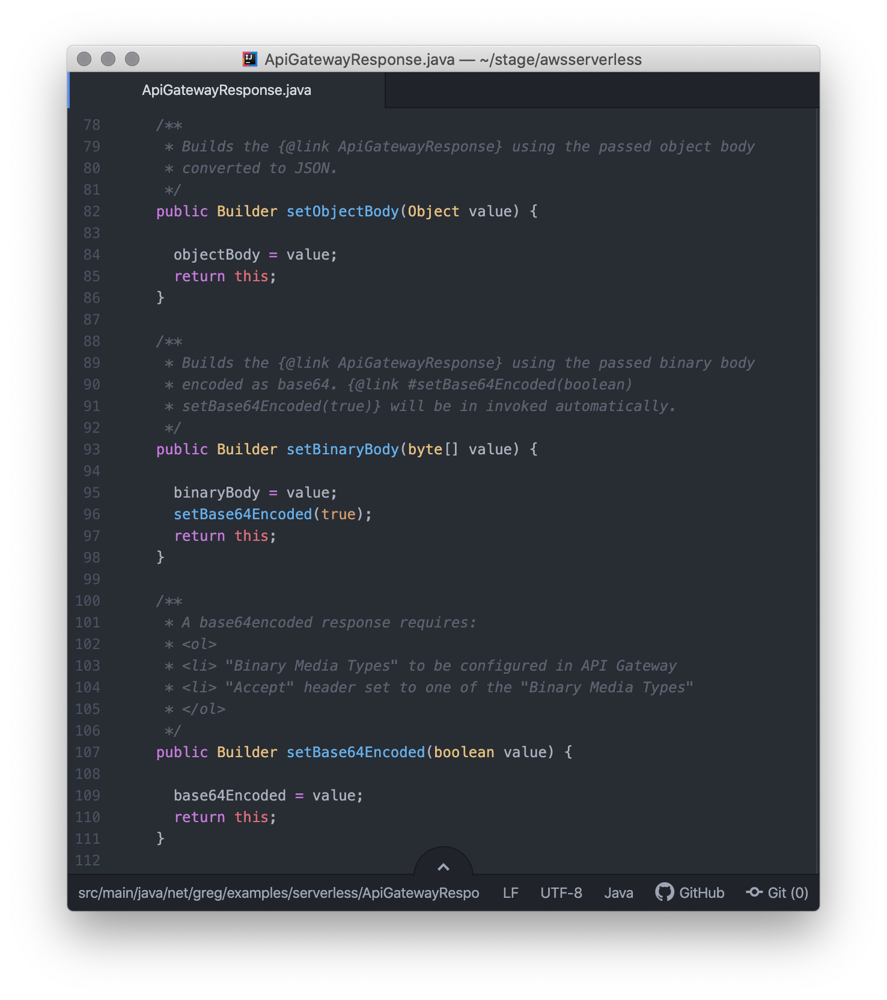 IJ ApiGatewayResponse.java — ~/stage/awsserverless
ApiGatewayResponse.java
78 /**
79 * Builds the {@link ApiGatewayResponse} using the passed object body
80 * converted to JSON.
81 */
82 public Builder setObjectBody(Object value) {
83
84 objectBody = value;
85 return this;
86 }
87
88 /**
89 * Builds the {@link ApiGatewayResponse} using the passed binary body
90 * encoded as base64. {@link #setBase64Encoded(boolean)
91 * setBase64Encoded(true)} will be in invoked automatically.
92 */
93 public Builder setBinaryBody(byte[] value) {
94
95 binaryBody = value;
96 setBase64Encoded(true);
97 return this;
98 }
99
100 /**
101 * A base64encoded response requires:
102 * <ol>
103 * <li> "Binary Media Types" to be configured in API Gateway
104 * <li> "Accept" header set to one of the "Binary Media Types"
105 * </ol>
106 */
107 public Builder setBase64Encoded(boolean value) {
108
109 base64Encoded = value;
110 return this;
111 }
112
src/main/java/net/greg/examples/serverless/ApiGatewayRespo LF UTF-8 Java GitHub Git (0)